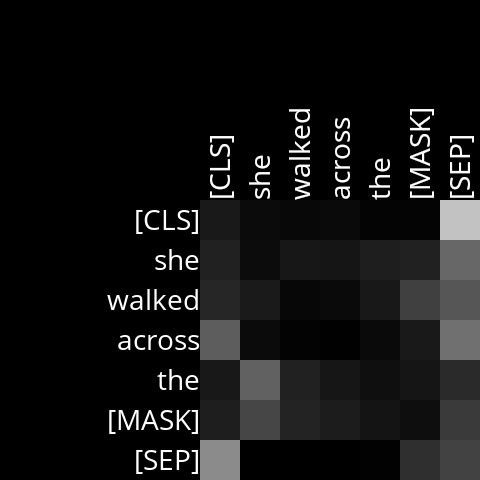 [CLS]
she
walked
across
the
[MASK]
[SEP]
[CLS]
she
walked
across
the
[MASK]
[SEP]